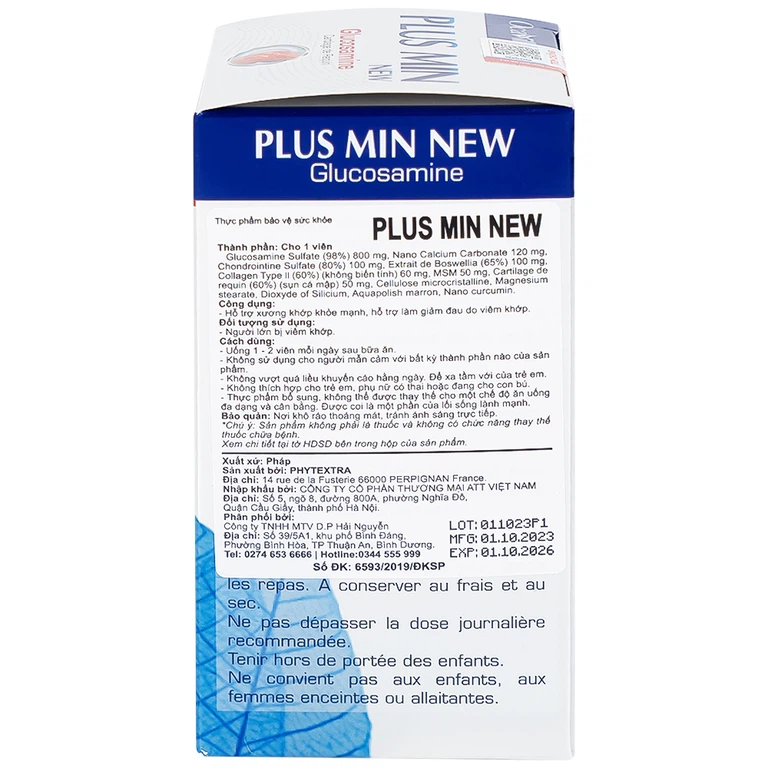 PLUS MIN
NEW
Glucosamine
PLUS MIN NEW
Glucosamine
Thực phẩm bảo vệ sức khỏe
PLUS MIN NEW
Thành phần: Cho 1 viên
Glucosamine Sulfate (98%) 800 mg, Nano Calcium Carbonate 120 mg,
Chondrointine Sulfate (80%) 100 mg, Extrait de Boswellia (65%) 100 mg,
Collagen Type II (60%) (không biến tính) 60 mg, MSM 50 mg, Cartilage de
requin (60%) (sụn cá mập) 50 mg, Cellulose microcristalline, Magnesium
stearate, Dioxyde of Silicium, Aquapolish marron, Nano curcumin.
Công dụng:
- Hỗ trợ xương khớp khỏe mạnh, hỗ trợ làm giảm đau do viêm khớp.
Đối tượng sử dụng:
- Người lớn bị viêm khớp.
Cách dùng:
- Uống 1 - 2 viên mỗi ngày sau bữa ăn.
- Không sử dụng cho người mẫn cảm với bất kỳ thành phần nào của sản
phẩm.
- Không vượt quá liều khuyến cáo hằng ngày. Để xa tầm với của trẻ em.
- Không thích hợp cho trẻ em, phụ nữ có thai hoặc đang cho con bú.
- Thực phẩm bổ sung, không thể được thay thế cho một chế độ ăn uống
đa dạng và cân bằng. Được coi là một phần của lối sống lành mạnh.
Bảo quản: Nơi khô ráo thoáng mát, tránh ánh sáng trực tiếp.
*Chú ý: Sản phẩm không phải là thuốc và không có chức năng thay thế
thuốc chữa bệnh.
Xem chi tiết tại tờ HDSD bên trong hộp của sản phẩm.
Xuất xứ: Pháp
Sản xuất bởi: PHYTEXTRA
Địa chỉ: 14 rue de la Fusterie 66000 PERPIGNAN France.
Nhập khẩu bởi: CÔNG TY CỔ PHẦN THƯƠNG MẠI ATT VIỆT NAM
Địa chỉ: Số 5, ngõ 8, đường 800A, phường Nghĩa Đô,
Quận Cầu Giấy, thành phố Hà Nội.
Phân phối bởi:
Công ty TNHH MTV D.P Hải Nguyễn
Địa chỉ: Số 39/5A1, khu phố Bình Đáng,
Phường Bình Hòa, TP Thuận An, Bình Dương.
Tel: 0274 653 6666 | Hotline:0344 555 999
LOT: 011023P1
MFG: 01.10.2023
EXP: 01.10.2026
Số ĐK: 6593/2019/ĐKSP
les repas. A conserver au frais et au
sec.
Ne pas dépasser la dose journalière
recommandée.
Tenir hors de portée des enfants.
Ne convient pas aux enfants, aux
femmes enceintes ou allaitantes.